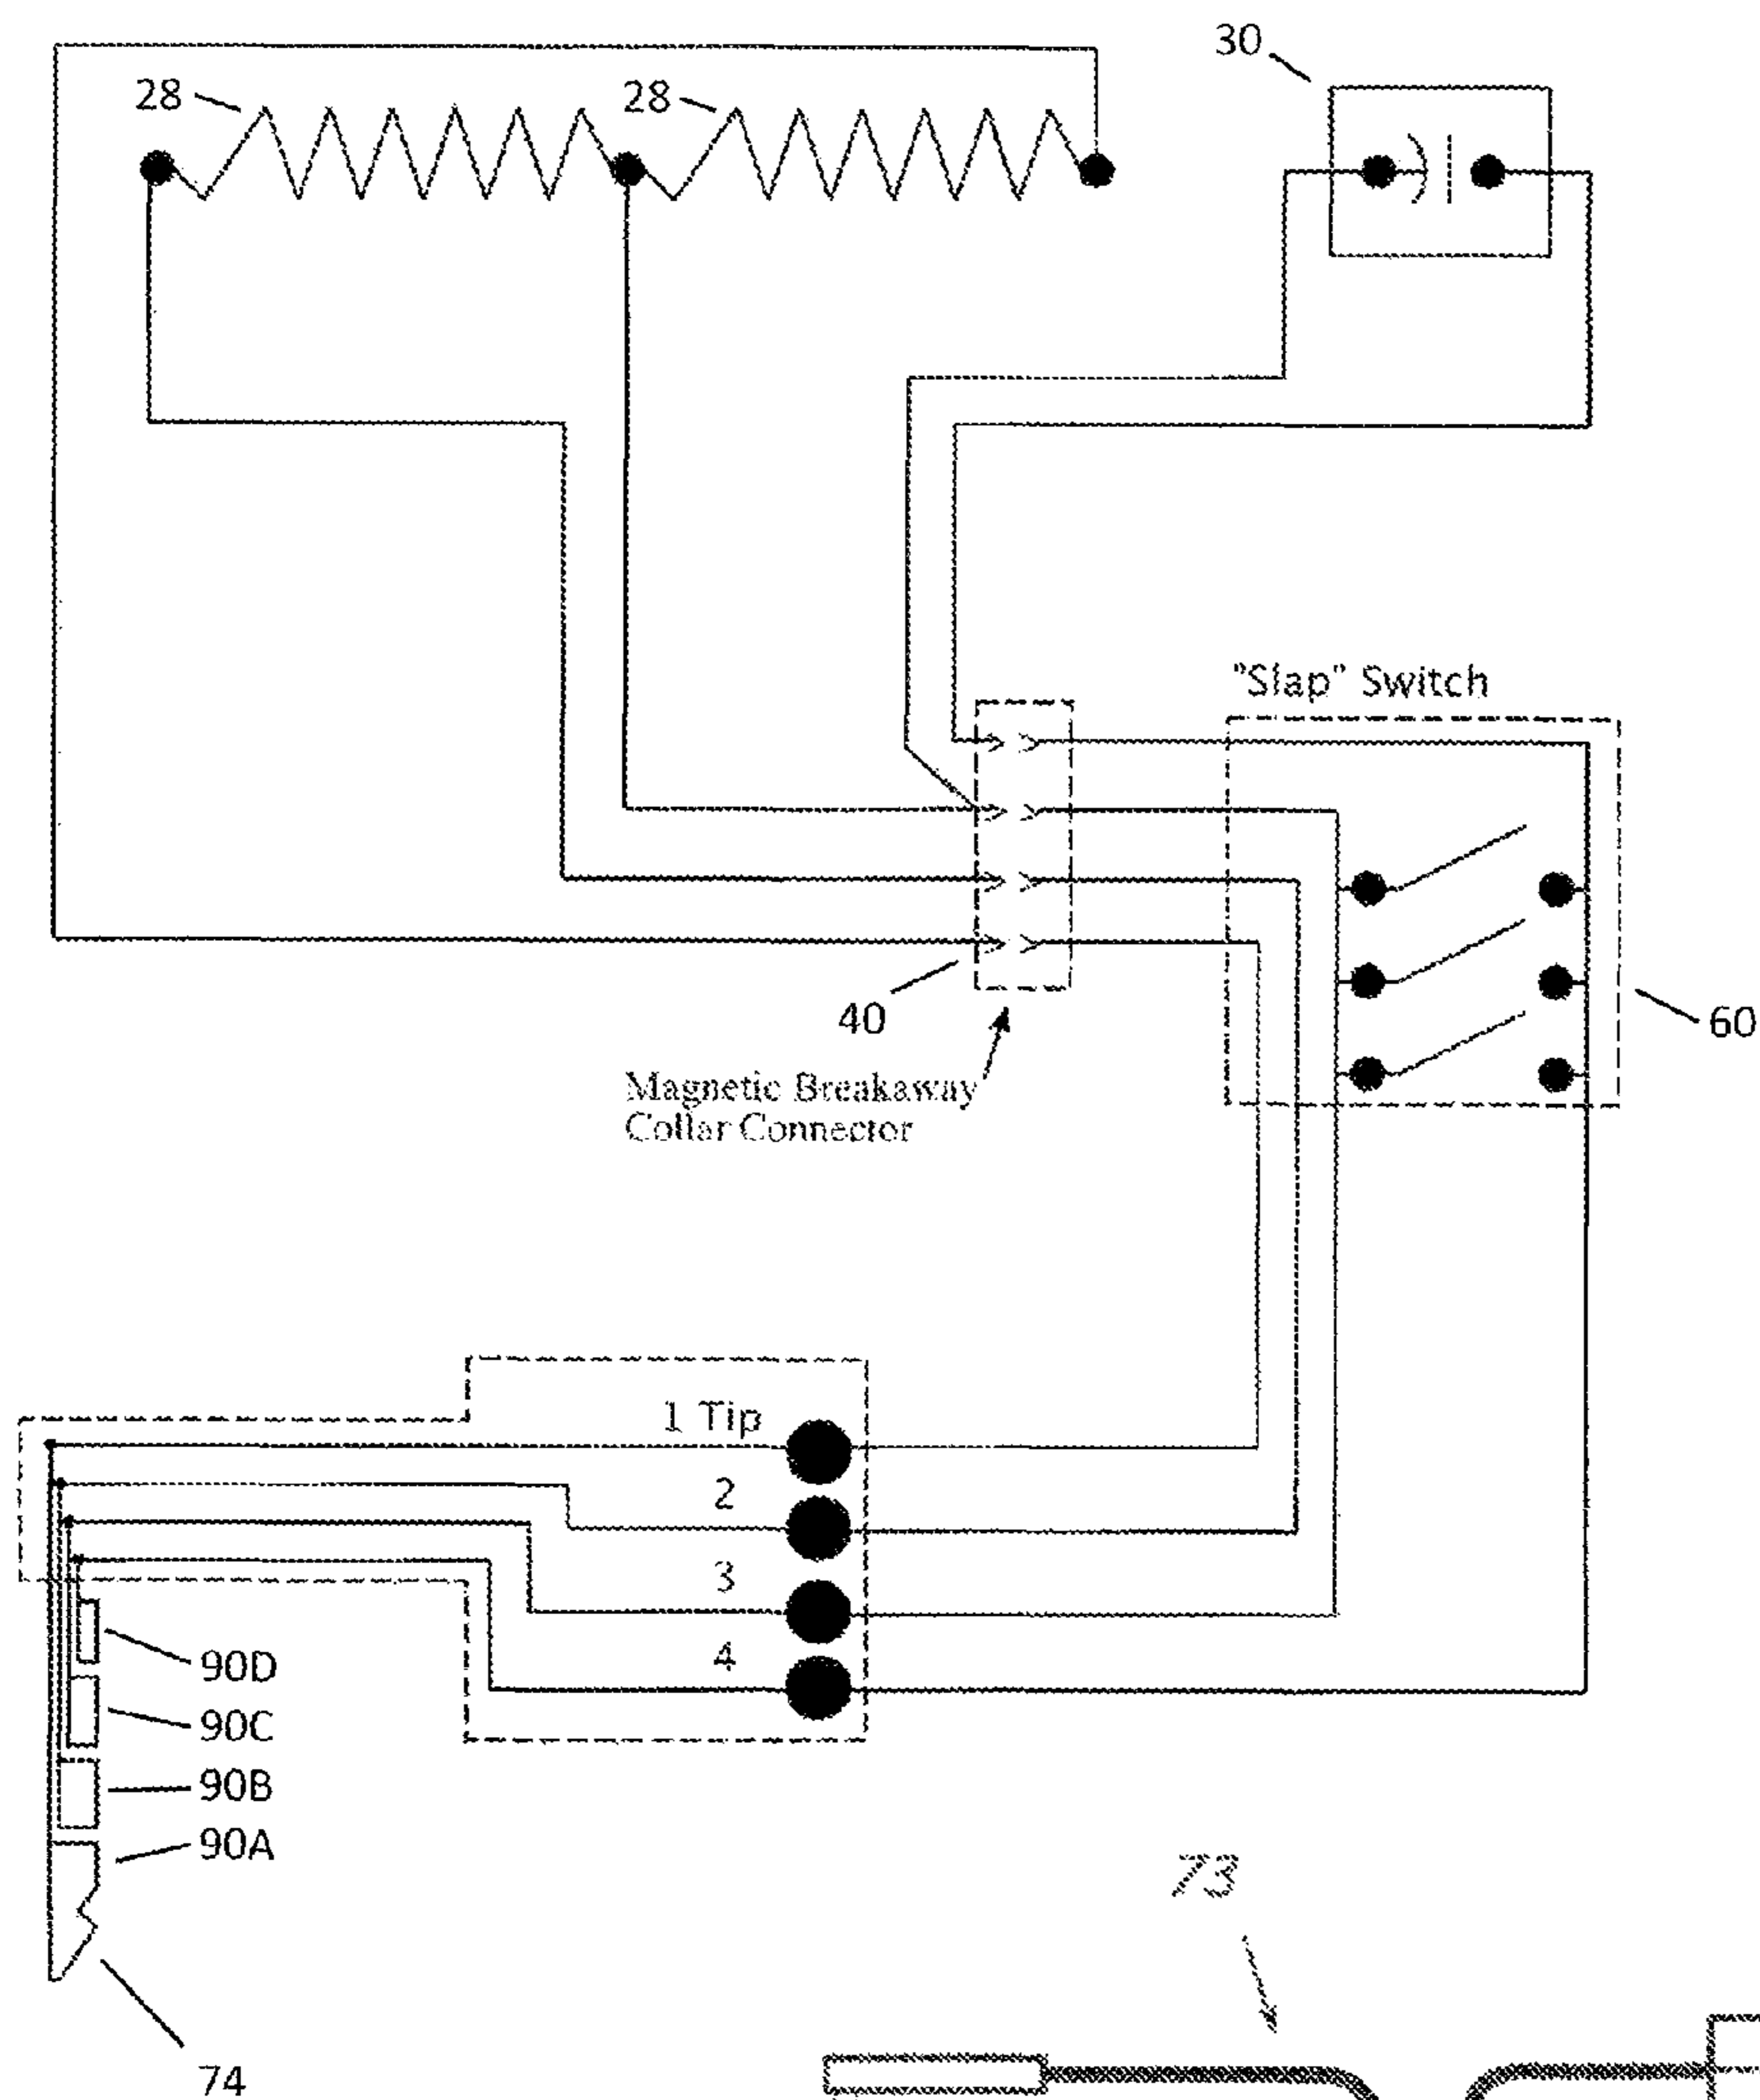 30
28
28
"Slap" Switch
40
60
Magnetic Breakaway
Collar Connector
1 Tip
2
3
4
90D
90C
90B
90A
73
74